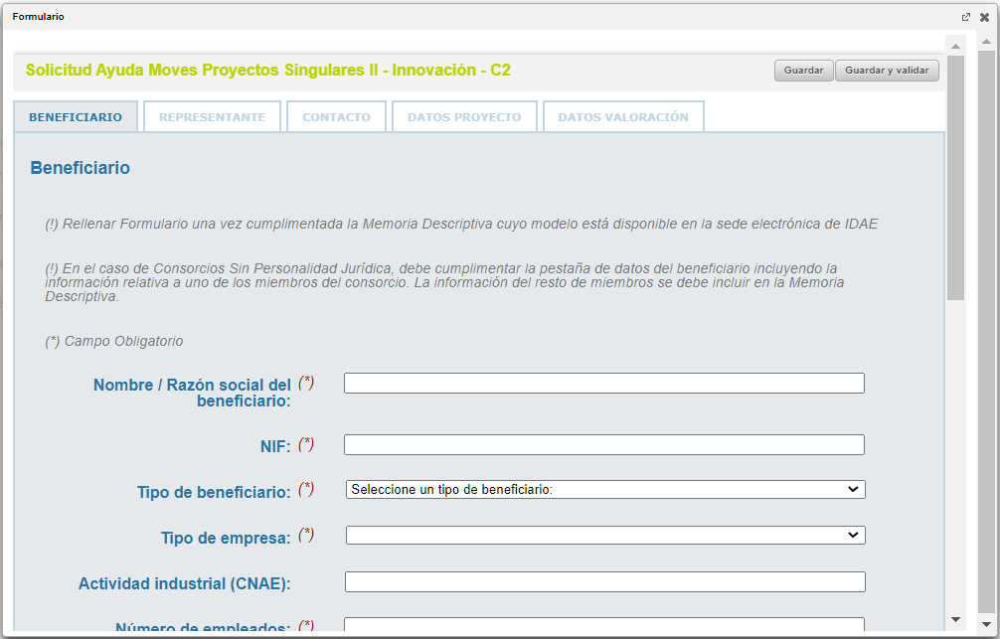 Formulario
Solicitud Ayuda Moves Proyectos Singulares II - Innovación - C2
Guardar
Guardar y validar
BENEFICIARIO
REPRESENTANTE
CONTACTO
DATOS PROYECTO
DATOS VALORACIÓN
Beneficiario
(!) Rellenar Formulario una vez cumplimentada la Memoria Descriptiva cuyo modelo está disponible en la sede electrónica de IDAE
(!) En el caso de Consorcios Sin Personalidad Jurídica, debe cumplimentar la pestaña de datos del beneficiario incluyendo la
información relativa a uno de los miembros del consorcio. La información del resto de miembros se debe incluir en la Memoria
Descriptiva.
(*) Campo Obligatorio
Nombre / Razón social del (*)
beneficiario:
NIF: (*)
Tipo de beneficiario: (*) Seleccione un tipo de beneficiario:
Tipo de empresa: (*)
Actividad industrial (CNAE):
Número de empleados: (*)